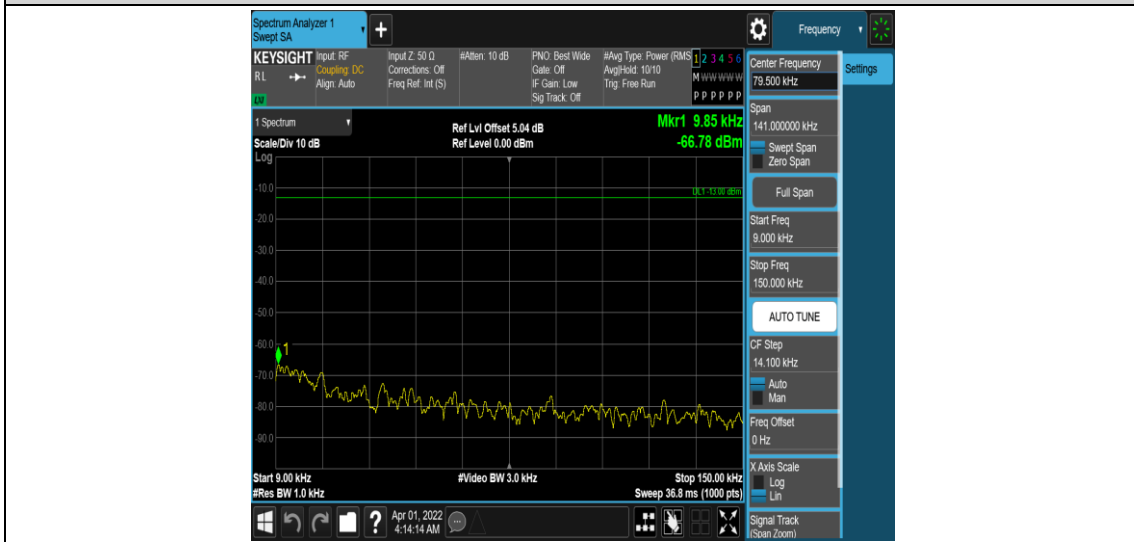 Spectrum Analyzer 1
Swept SA
+
Frequency
KEYSIGHT
RL
LXI
Input: RF
Coupling: DC
Align: Auto
Input Z: 50 Ω
Corrections: Off
Freq Ref: Int (S)
#Atten: 10 dB
PNO: Best Wide
Gate: Off
IF Gain: Low
Sig Track: Off
#Avg Type: Power (RMS
Avg|Hold: 10/10
Trig: Free Run
1 2 3 4 5 6
M W W W W W
P P P P P P
1 Spectrum
Scale/Div 10 dB
Log
Ref Lvl Offset 5.04 dB
Ref Level 0.00 dBm
Mkr1 9.85 kHz
-66.78 dBm
DL1 -13.00 dBm
-10.0
-20.0
-30.0
-40.0
-50.0
-60.0
1
-70.0
-80.0
-90.0
Start 9.00 kHz
#Res BW 1.0 kHz
#Video BW 3.0 kHz
Stop 150.00 kHz
Sweep 36.8 ms (1000 pts)
?
Apr 01, 2022
4:14:14 AM
Center Frequency
79.500 kHz
Span
141.000000 kHz
Swept Span
Zero Span
Full Span
Start Freq
9.000 kHz
Stop Freq
150.000 kHz
AUTO TUNE
CF Step
14.100 kHz
Auto
Man
Freq Offset
0 Hz
X Axis Scale
Log
Lin
Signal Track
(Span Zoom)
Settings